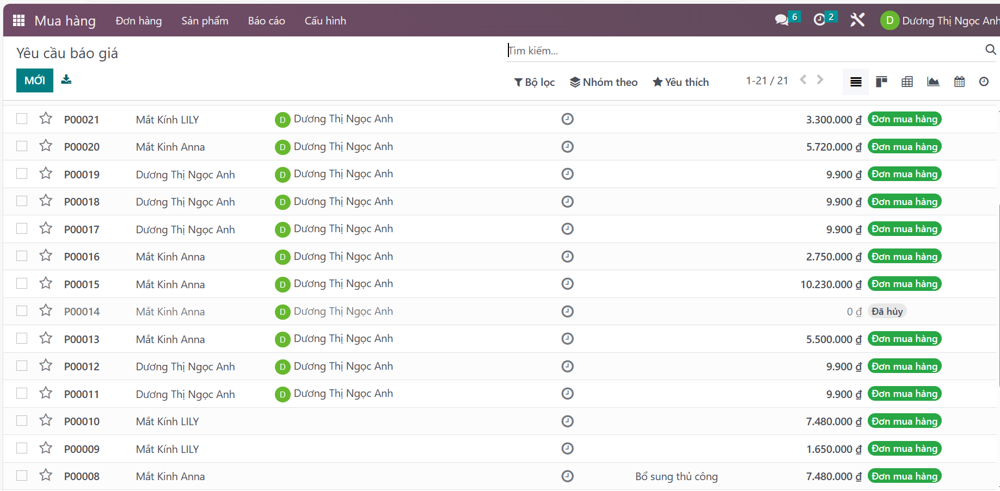 Mua hàng Đơn hàng Sản phẩm Báo cáo Cấu hình 6 2 D Dương Thị Ngọc Anh
Yêu cầu báo giá Tìm kiếm...
MỚI Bộ lọc Nhóm theo Yêu thích 1-21 / 21
P00021 Mắt Kính LILY D Dương Thị Ngọc Anh 3.300.000 ₫ Đơn mua hàng
P00020 Mắt Kinh Anna D Dương Thị Ngọc Anh 5.720.000 ₫ Đơn mua hàng
P00019 Dương Thị Ngọc Anh D Dương Thị Ngọc Anh 9.900 ₫ Đơn mua hàng
P00018 Dương Thị Ngọc Anh D Dương Thị Ngọc Anh 9.900 ₫ Đơn mua hàng
P00017 Dương Thị Ngọc Anh D Dương Thị Ngọc Anh 9.900 ₫ Đơn mua hàng
P00016 Mắt Kinh Anna D Dương Thị Ngọc Anh 2.750.000 ₫ Đơn mua hàng
P00015 Mắt Kinh Anna D Dương Thị Ngọc Anh 10.230.000 ₫ Đơn mua hàng
P00014 Mắt Kinh Anna D Dương Thị Ngọc Anh 0 ₫ Đã hủy
P00013 Mắt Kinh Anna D Dương Thị Ngọc Anh 5.500.000 ₫ Đơn mua hàng
P00012 Dương Thị Ngọc Anh D Dương Thị Ngọc Anh 9.900 ₫ Đơn mua hàng
P00011 Dương Thị Ngọc Anh D Dương Thị Ngọc Anh 9.900 ₫ Đơn mua hàng
P00010 Mắt Kính LILY 7.480.000 ₫ Đơn mua hàng
P00009 Mắt Kính LILY 1.650.000 ₫ Đơn mua hàng
P00008 Mắt Kinh Anna Bổ sung thủ công 7.480.000 ₫ Đơn mua hàng